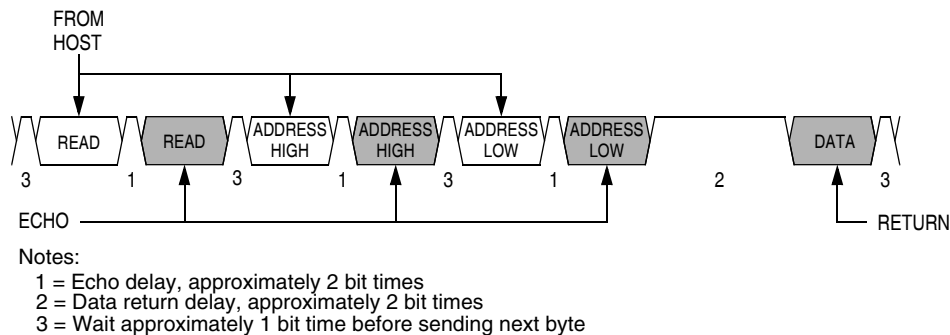 FROM
HOST
READ READ ADDRESS HIGH ADDRESS HIGH ADDRESS LOW ADDRESS LOW DATA
3 1 3 1 3 1 2 3
ECHO RETURN
Notes:
1 = Echo delay, approximately 2 bit times
2 = Data return delay, approximately 2 bit times
3 = Wait approximately 1 bit time before sending next byte